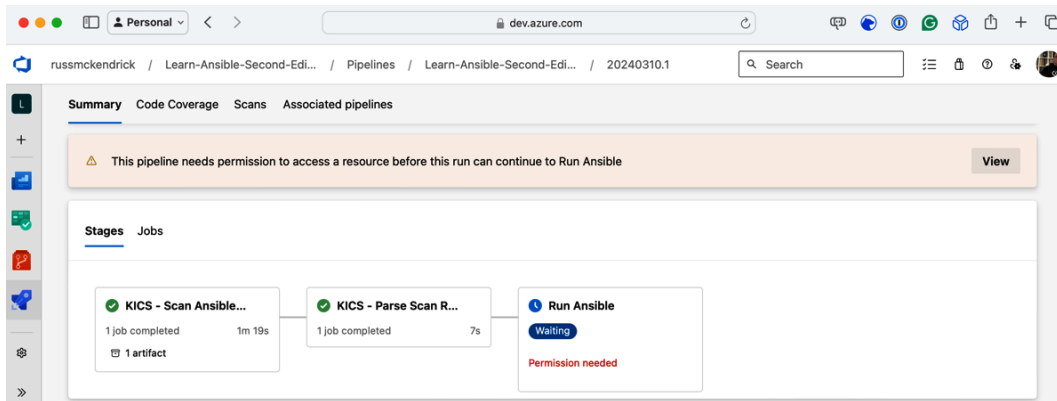 Personal
dev.azure.com
russmckendrick / Learn-Ansible-Second-Edi... / Pipelines / Learn-Ansible-Second-Edi... / 20240310.1
Search
L
Summary Code Coverage Scans Associated pipelines
This pipeline needs permission to access a resource before this run can continue to Run Ansible
View
Stages Jobs
KICS - Scan Ansible...
1 job completed 1m 19s
1 artifact
KICS - Parse Scan R...
1 job completed 7s
Run Ansible
Waiting
Permission needed